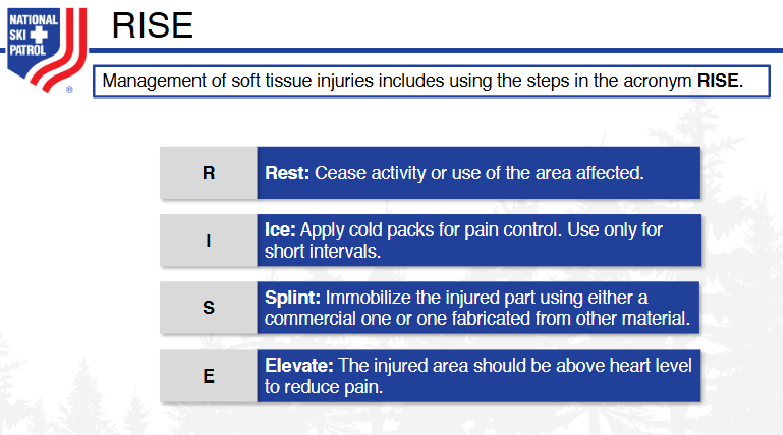 NATIONAL
SKI
PATROL
®
RISE
Management of soft tissue injuries includes using the steps in the acronym RISE.
R
Rest: Cease activity or use of the area affected.
I
Ice: Apply cold packs for pain control. Use only for
short intervals.
S
Splint: Immobilize the injured part using either a
commercial one or one fabricated from other material.
E
Elevate: The injured area should be above heart level
to reduce pain.